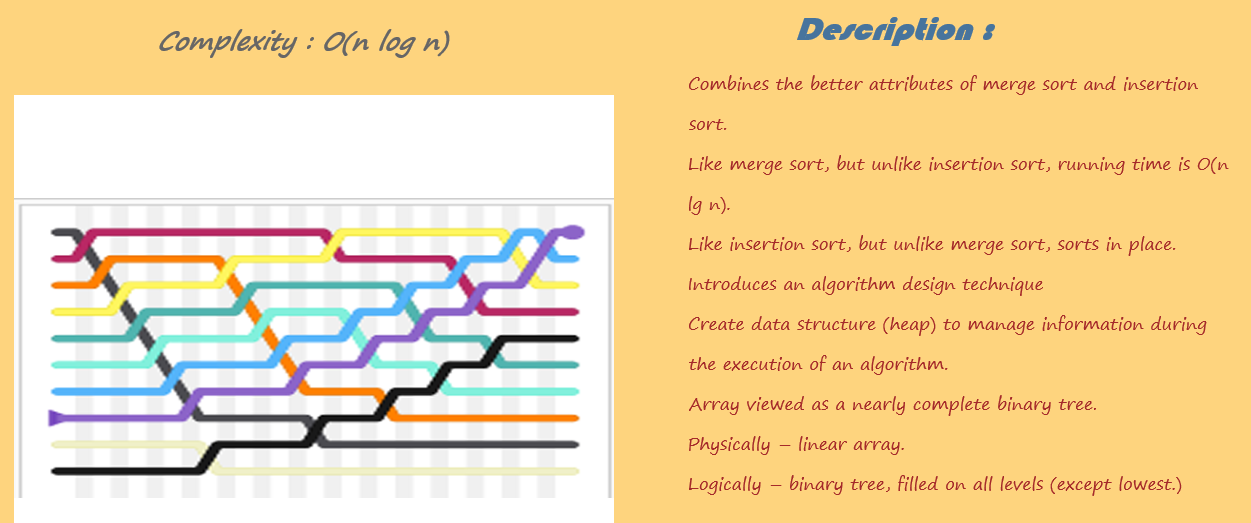 Complexity : O(n log n)
Description :
Combines the better attributes of merge sort and insertion
sort.
Like merge sort, but unlike insertion sort, running time is O(n
lg n).
Like insertion sort, but unlike merge sort, sorts in place.
Introduces an algorithm design technique
Create data structure (heap) to manage information during
the execution of an algorithm.
Array viewed as a nearly complete binary tree.
Physically – linear array.
Logically – binary tree, filled on all levels (except lowest.)